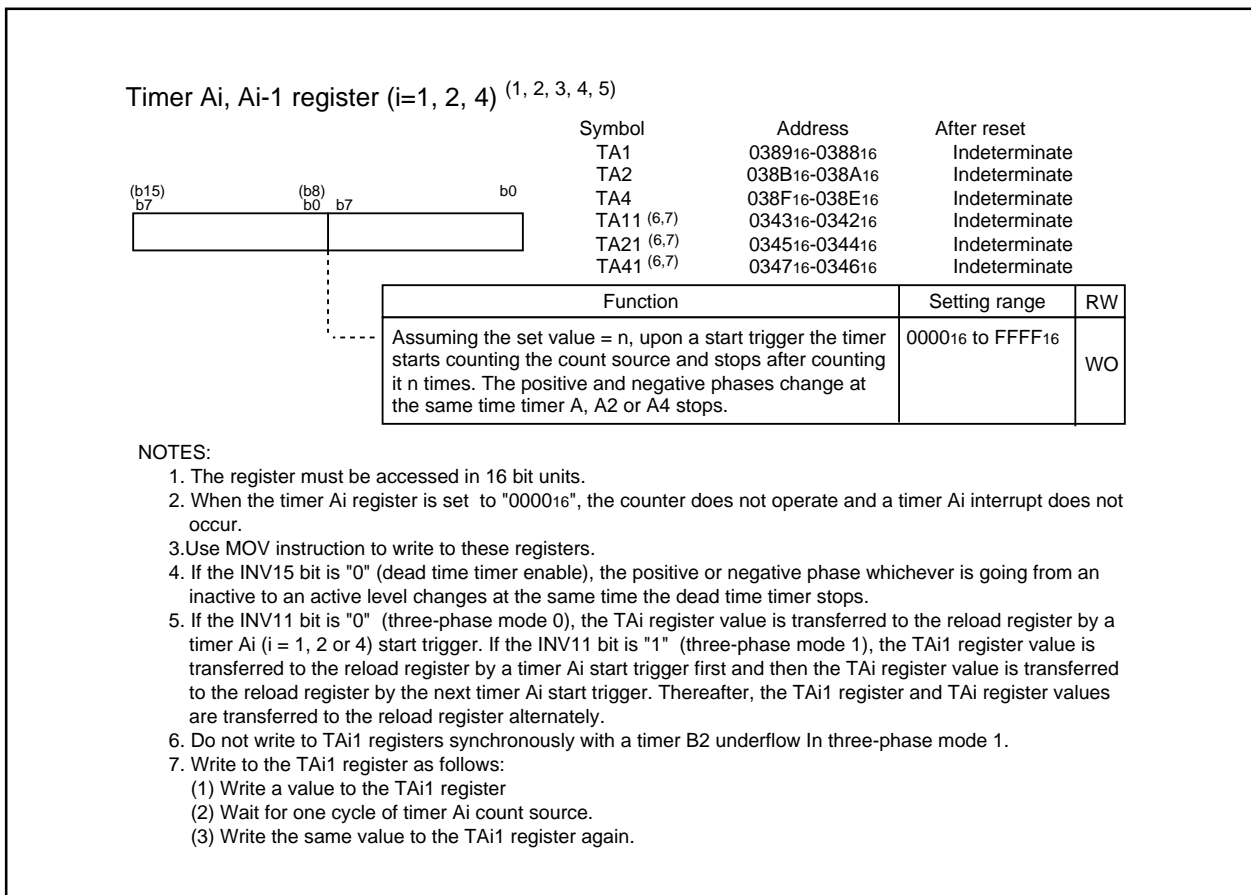 Timer Ai, Ai-1 register (i=1, 2, 4) (1, 2, 3, 4, 5)
Symbol Address After reset
TA1 038916-038816 Indeterminate
TA2 038B16-038A16 Indeterminate
TA4 038F16-038E16 Indeterminate
TA11 (6,7) 034316-034216 Indeterminate
TA21 (6,7) 034516-034416 Indeterminate
TA41 (6,7) 034716-034616 Indeterminate
(b15) (b8)
b7 b0 b7 b0
Function Setting range RW
Assuming the set value = n, upon a start trigger the timer 000016 to FFFF16
starts counting the count source and stops after counting
it n times. The positive and negative phases change at WO
the same time timer A, A2 or A4 stops.
NOTES:
1. The register must be accessed in 16 bit units.
2. When the timer Ai register is set to "000016", the counter does not operate and a timer Ai interrupt does not
occur.
3.Use MOV instruction to write to these registers.
4. If the INV15 bit is "0" (dead time timer enable), the positive or negative phase whichever is going from an
inactive to an active level changes at the same time the dead time timer stops.
5. If the INV11 bit is "0" (three-phase mode 0), the TAi register value is transferred to the reload register by a
timer Ai (i = 1, 2 or 4) start trigger. If the INV11 bit is "1" (three-phase mode 1), the TAi1 register value is
transferred to the reload register by a timer Ai start trigger first and then the TAi register value is transferred
to the reload register by the next timer Ai start trigger. Thereafter, the TAi1 register and TAi register values
are transferred to the reload register alternately.
6. Do not write to TAi1 registers synchronously with a timer B2 underflow In three-phase mode 1.
7. Write to the TAi1 register as follows:
(1) Write a value to the TAi1 register
(2) Wait for one cycle of timer Ai count source.
(3) Write the same value to the TAi1 register again.